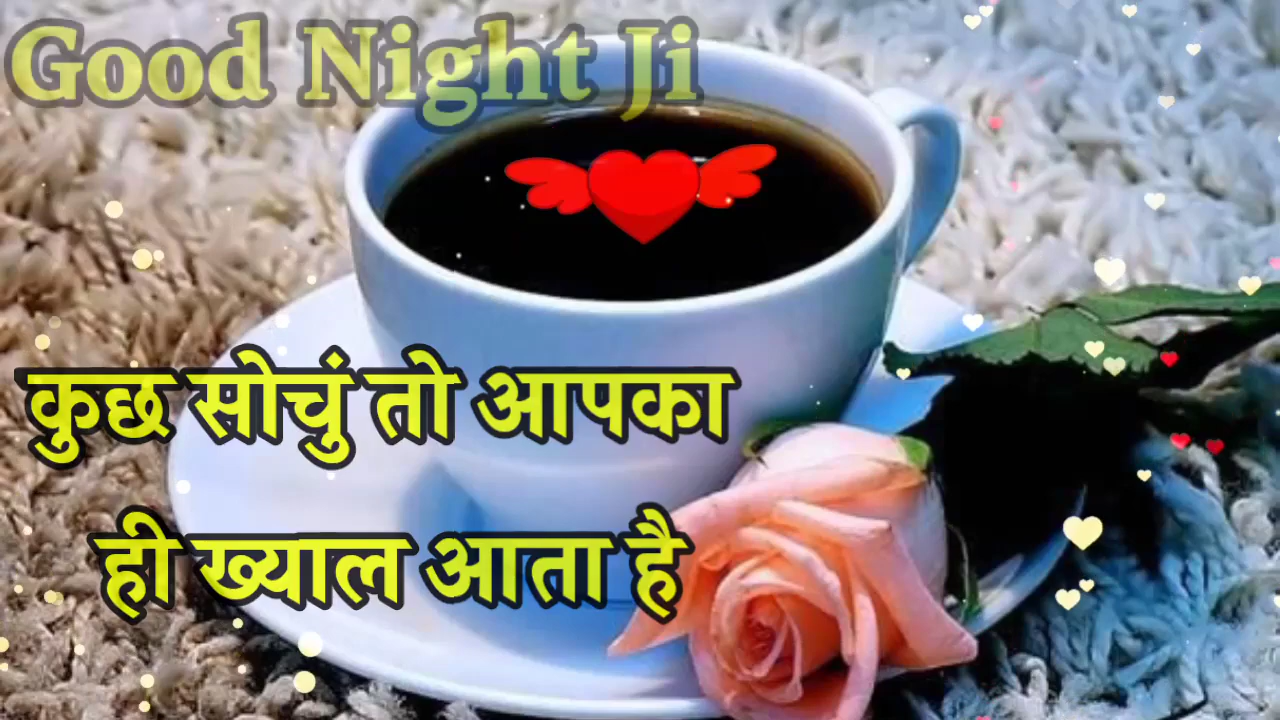 Good Night Ji
कुछ सोचुं तो आपका
ही ख्याल आता है